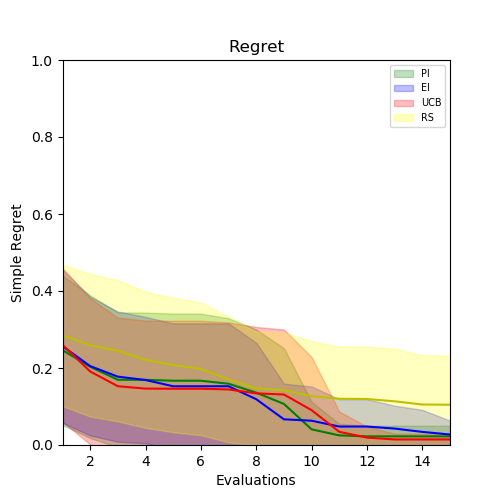 Regret
1.0
0.8
0.6
0.4
0.2
0.0
Simple Regret
PI
EI
UCB
RS
2 4 6 8 10 12 14
Evaluations